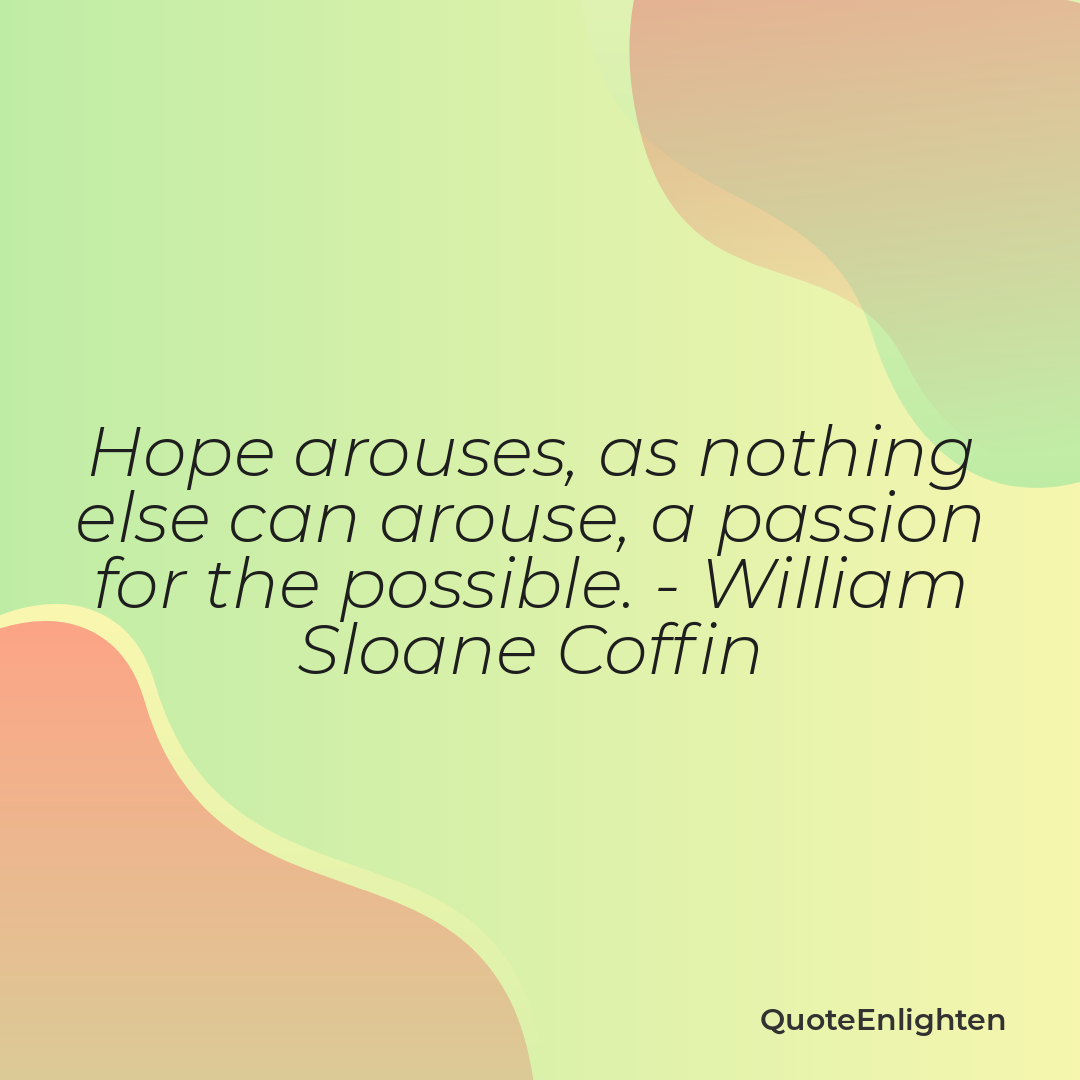 Hope arouses, as nothing
else can arouse, a passion
for the possible. - William
Sloane Coffin
QuoteEnlighten